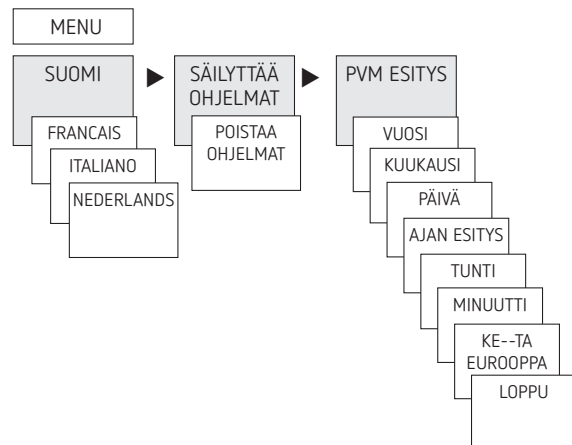 MENU
SUOMI
FRANCAIS
ITALIANO
NEDERLANDS
SÄILYTTÄÄ
OHJELMAT
POISTAA
OHJELMAT
PVM ESITYS
VUOSI
KUUKAUSI
PÄIVÄ
AJAN ESITYS
TUNTI
MINUUTTI
KE--TA
EUROOPPA
LOPPU